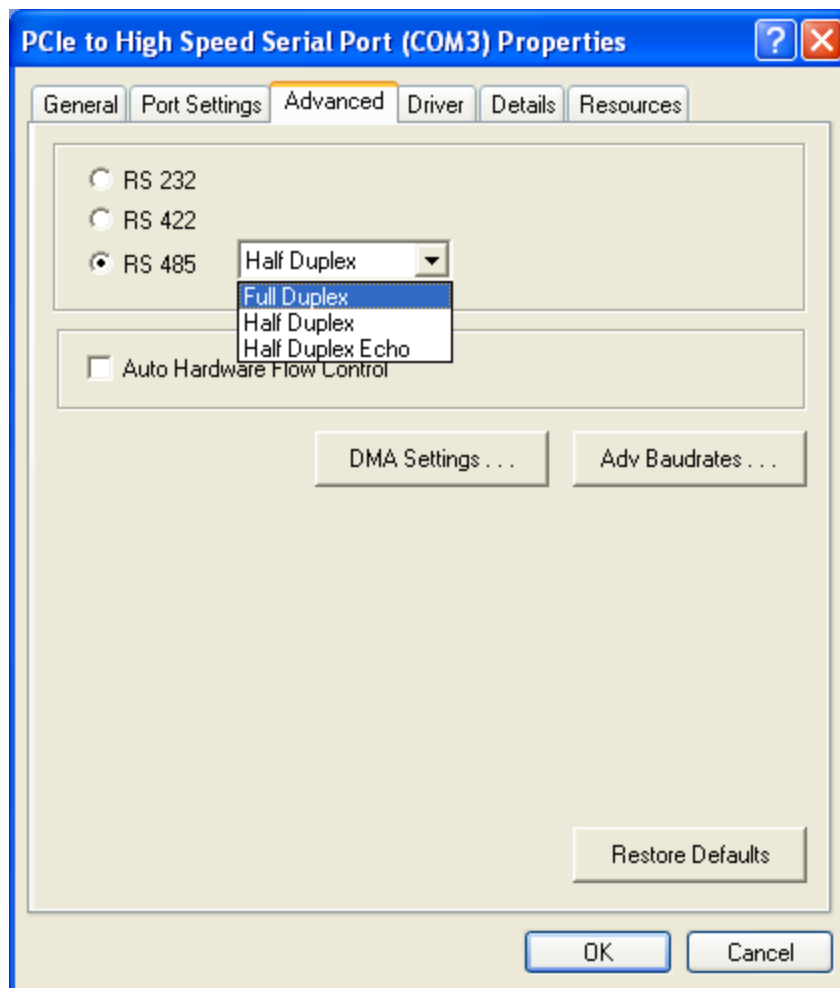 PCIe to High Speed Serial Port (COM3) Properties
General Port Settings Advanced Driver Details Resources
RS 232
RS 422
RS 485 Half Duplex
Full Duplex
Half Duplex
Half Duplex Echo
Auto Hardware Flow Control
DMA Settings . . . Adv Baudrates . . .
Restore Defaults
OK Cancel